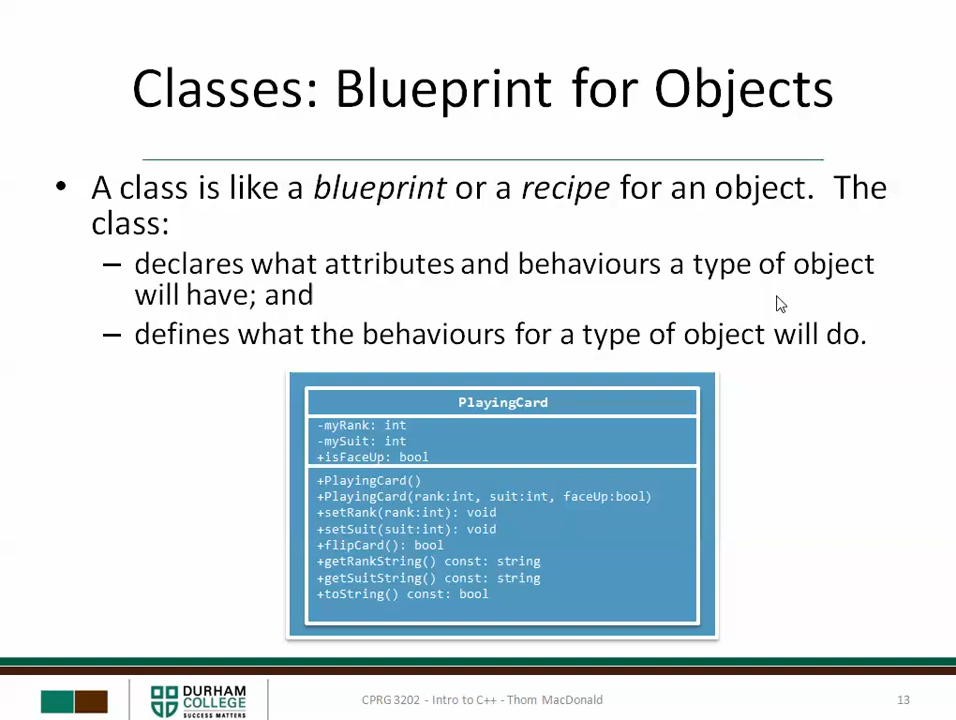 Classes: Blueprint for Objects
• A class is like a blueprint or a recipe for an object. The
class:
– declares what attributes and behaviours a type of object
will have; and
– defines what the behaviours for a type of object will do.
PlayingCard
-myRank: int
-mySuit: int
+isFaceUp: bool
+PlayingCard()
+PlayingCard(rank:int, suit:int, faceUp:bool)
+setRank(rank:int): void
+setSuit(suit:int): void
+flipCard(): bool
+getRankString() const: string
+getSuitString() const: string
+toString() const: bool
DURHAM
COLLEGE
SUCCESS MATTERS
CPRG 3202 - Intro to C++ - Thom MacDonald
13